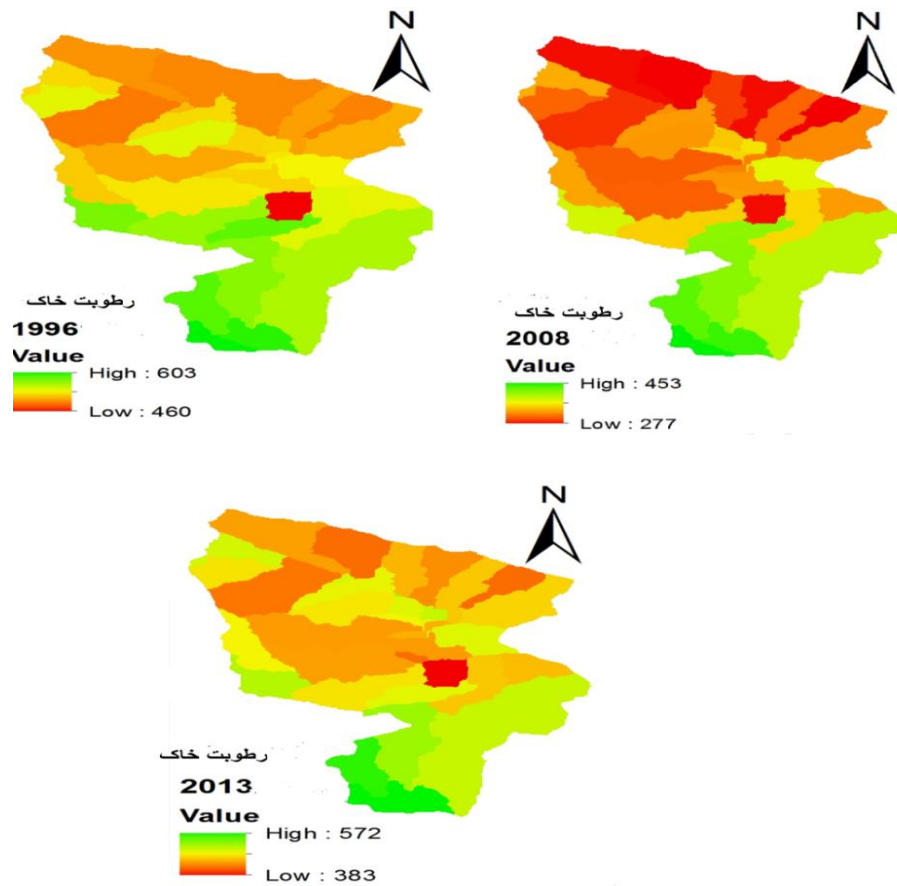 N
رطوبت خاک
1996
Value
High : 603
Low : 460
N
رطوبت خاک
2008
Value
High : 453
Low : 277
N
رطوبت خاک
2013
Value
High : 572
Low : 383